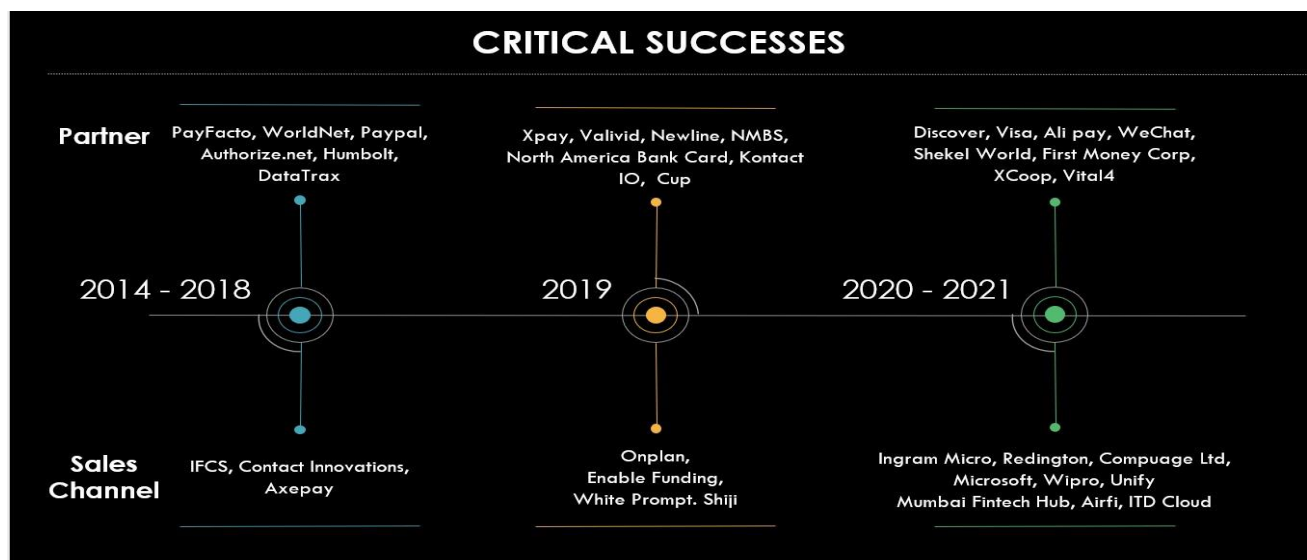 CRITICAL SUCCESSES
Partner
PayFacto, WorldNet, Paypal,
Authorize.net, Humbolt,
DataTrax
Xpay, Valivid, Newline, NMBS,
North America Bank Card, Kontact
IO, Cup
Discover, Visa, Ali pay, WeChat,
Shekel World, First Money Corp,
XCoop, Vital4
2014 - 2018
2019
2020 - 2021
Sales
Channel
IFCS, Contact Innovations,
Axepay
Onplan,
Enable Funding,
White Prompt. Shiji
Ingram Micro, Redington, Compuage Ltd,
Microsoft, Wipro, Unify
Mumbai Fintech Hub, Airfi, ITD Cloud